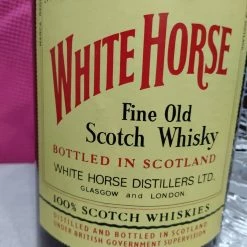 WHITE HORSE
Fine Old
Scotch Whisky
BOTTLED IN SCOTLAND
WHITE HORSE DISTILLERS LTD.
GLASGOW and LONDON.
100% SCOTCH WHISKIES
DISTILLED AND BOTTLED IN SCOTLAND
UNDER BRITISH GOVERNMENT SUPERVISION